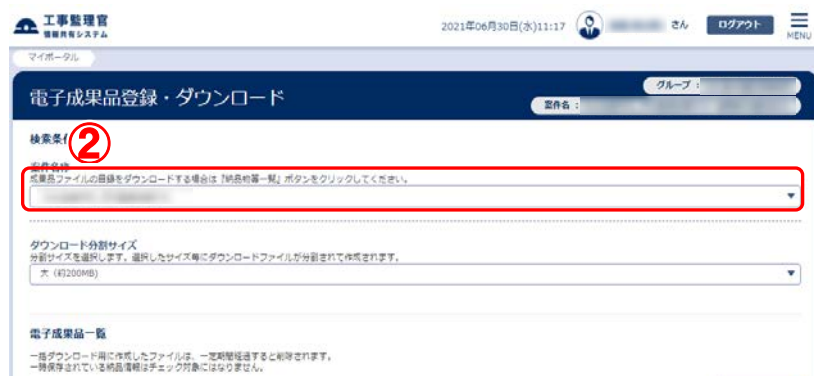 工事監理官
情報共有システム
2021年06月30日(水)11:17
さん
ログアウト
MENU
マイポータル
電子成果品登録・ダウンロード
グループ :
案件名 :
検索条件
②
案件名称
成果品ファイルの目録をダウンロードする場合は『納品物等一覧』ボタンをクリックしてください。
ダウンロード分割サイズ
分割サイズを選択します。選択したサイズ毎にダウンロードファイルが分割されて作成されます。
大 (約200MB)
電子成果品一覧
一括ダウンロード用に作成したファイルは、一定期間経過すると削除されます。
一時保存されている納品情報はチェック対象にはなりません。